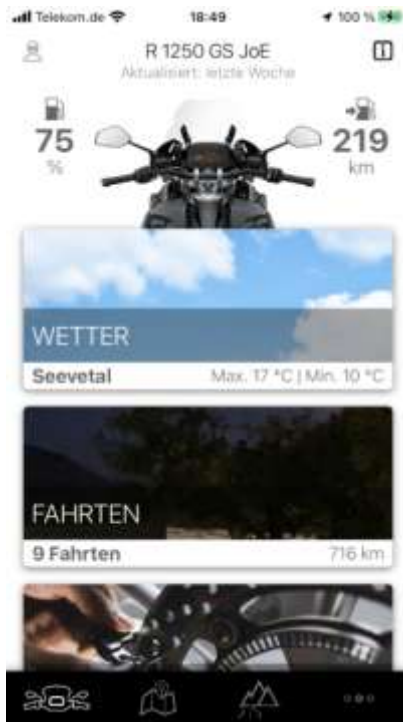 Telekom.de 18:49 100 %
R 1250 GS JoE
Aktualisiert: letzte Woche
75 219
% km
WETTER
Seevetal Max. 17 °C | Min. 10 °C
FAHRTEN
9 Fahrten 716 km